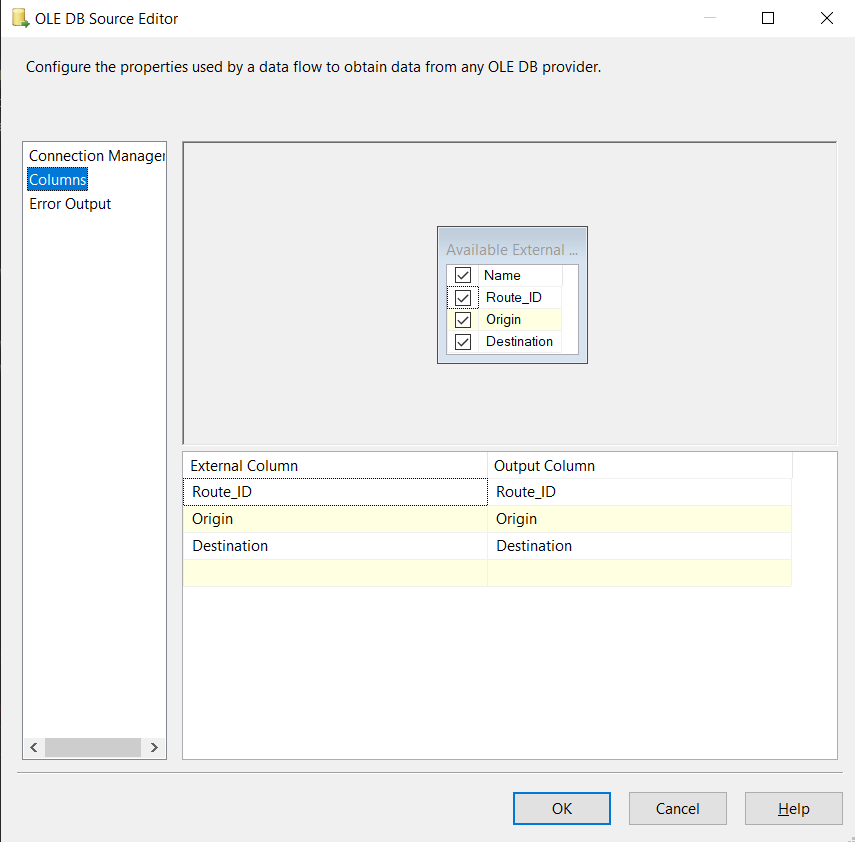 OLE DB Source Editor
Configure the properties used by a data flow to obtain data from any OLE DB provider.
Connection Manager
Columns
Error Output
Available External ...
Name
Route_ID
Origin
Destination
External Column Output Column
Route_ID Route_ID
Origin Origin
Destination Destination
OK Cancel Help